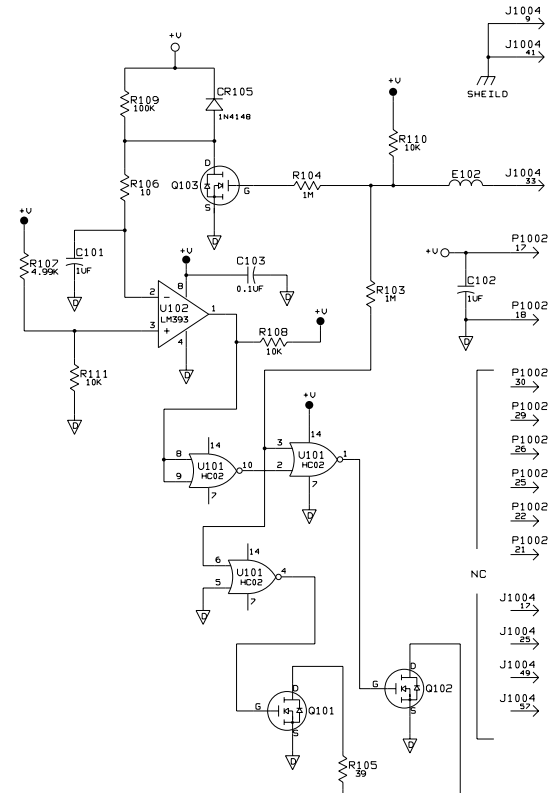 J1004
9
J1004
41
SHEILD
+V
R109
100K
CR105
1N4148
+V
R110
10K
R106
10
D
Q103
G
S
D
R104
1M
E102
J1004
33
+V
R107
4.99K
C101
1UF
D
+V
C103
0.1UF
D
+V
P1002
17
C102
1UF
P1002
18
D
8
2
-
U102
LM393
1
3
+
4
D
R103
1M
+V
R108
10K
R111
10K
D
P1002
30
P1002
29
P1002
26
P1002
25
P1002
22
P1002
21
+V
14
8
U101
HC02
10
9
7
14
3
U101
HC02
1
2
7
D
14
6
U101
HC02
4
5
7
D
NC
J1004
17
J1004
25
J1004
49
J1004
57
D
G
Q101
S
D
D
G
Q102
S
D
R105
39